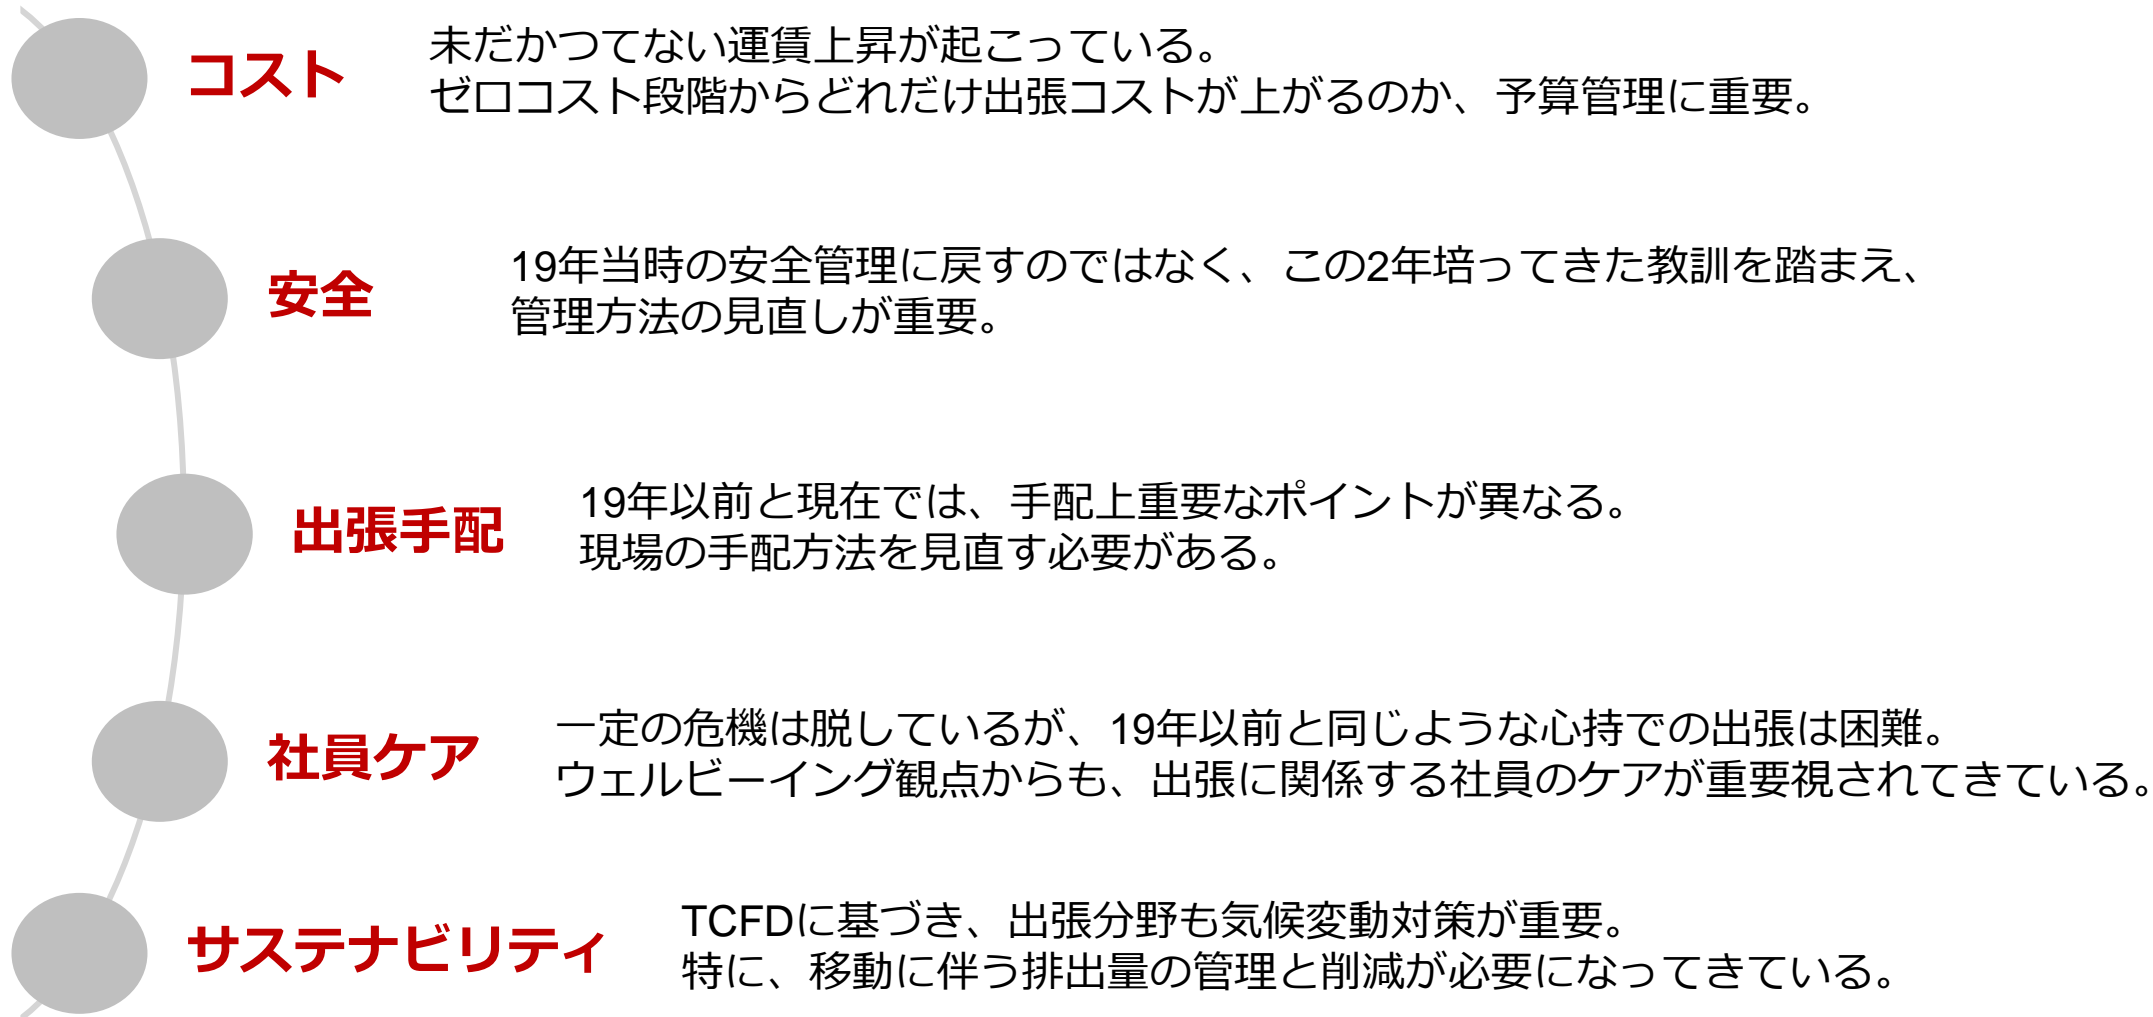 コスト
未だかつてない運賃上昇が起こっている。
ゼロコスト段階からどれだけ出張コストが上がるのか、予算管理に重要。
安全
19年当時の安全管理に戻すのではなく、この2年培ってきた教訓を踏まえ、
管理方法の見直しが重要。
出張手配
19年以前と現在では、手配上重要なポイントが異なる。
現場の手配方法を見直す必要がある。
社員ケア
一定の危機は脱しているが、19年以前と同じような心持での出張は困難。
ウェルビーイング観点からも、出張に関係する社員のケアが重要視されてきている。
サステナビリティ
TCFDに基づき、出張分野も気候変動対策が重要。
特に、移動に伴う排出量の管理と削減が必要になってきている。